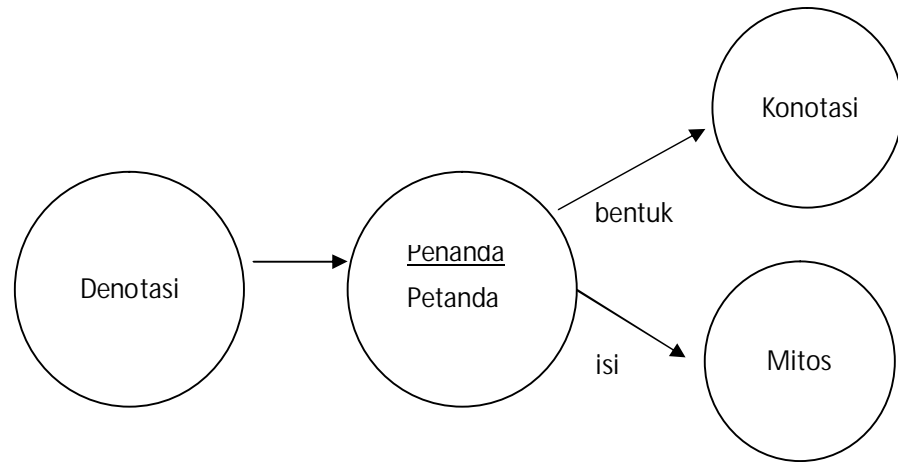 Konotasi
bentuk
Penanda
Denotasi
Petanda
isi
Mitos